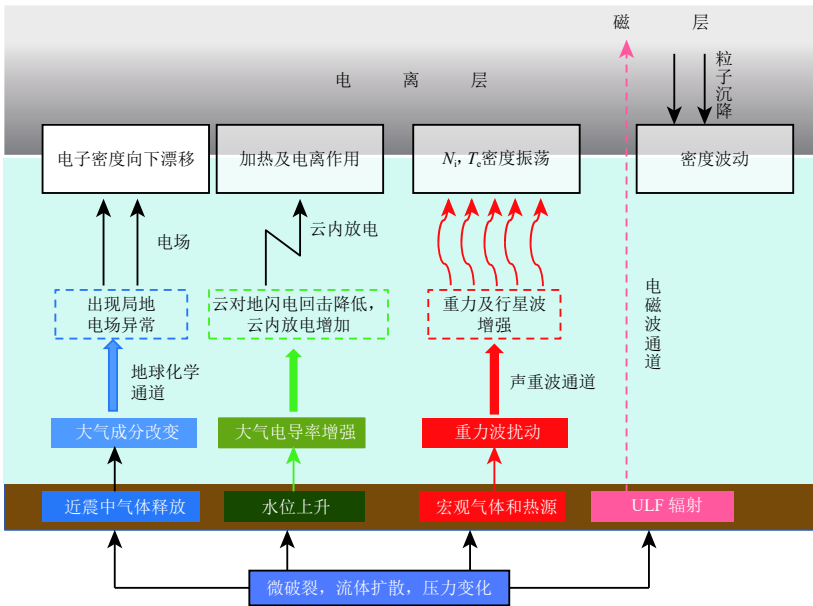 磁 层
电 离 层
粒子沉降
电子密度向下漂移
加热及电离作用
Ni，Te密度振荡
密度波动
电场
云内放电
电磁波通道
出现局地
电场异常
云对地闪电回击降低，
云内放电增加
重力及行星波
增强
地球化学
通道
声重波通道
大气成分改变
大气电导率增强
重力波扰动
近震中气体释放
水位上升
宏观气体和热源
ULF 辐射
微破裂，流体扩散，压力变化